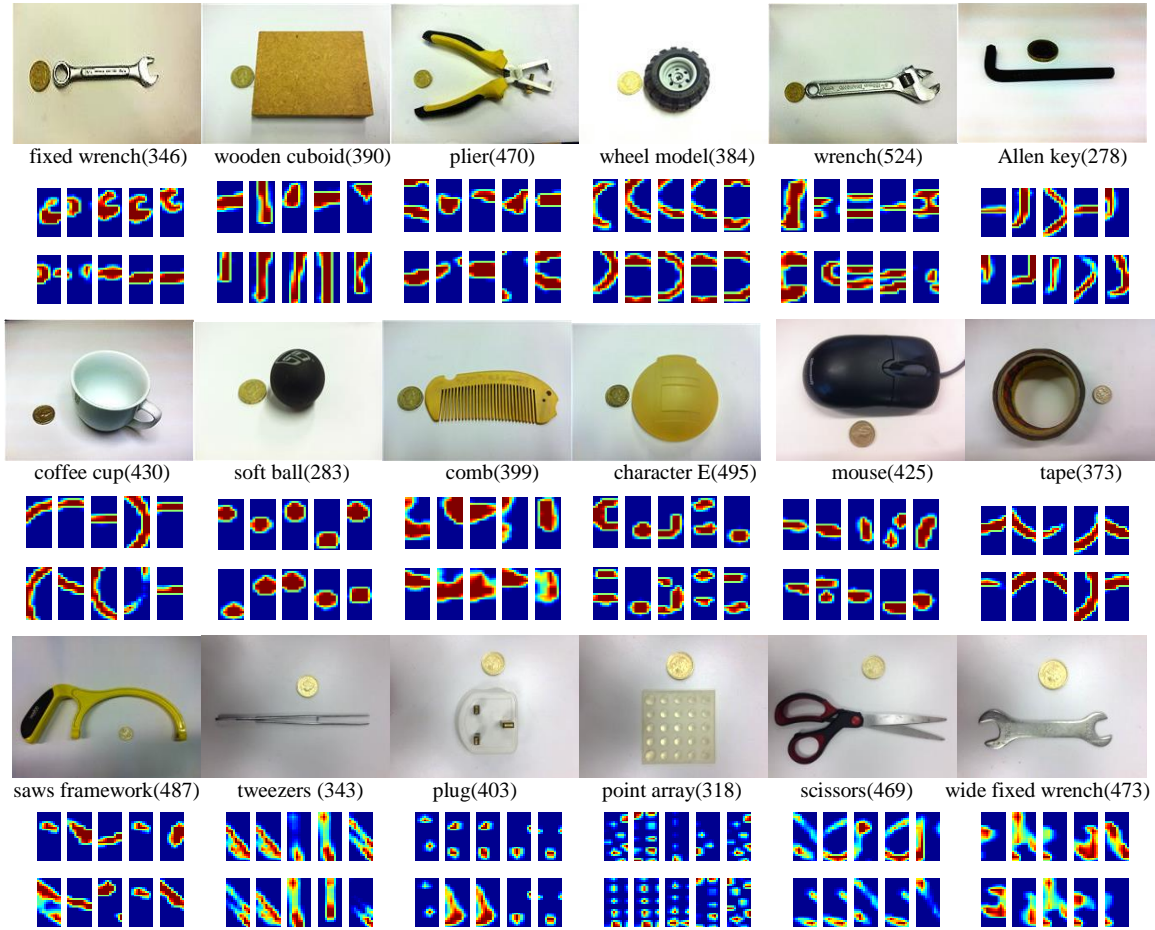 fixed wrench(346) wooden cuboid(390) plier(470) wheel model(384) wrench(524) Allen key(278)
coffee cup(430) soft ball(283) comb(399) character E(495) mouse(425) tape(373)
saws framework(487) tweezers (343) plug(403) point array(318) scissors(469) wide fixed wrench(473)